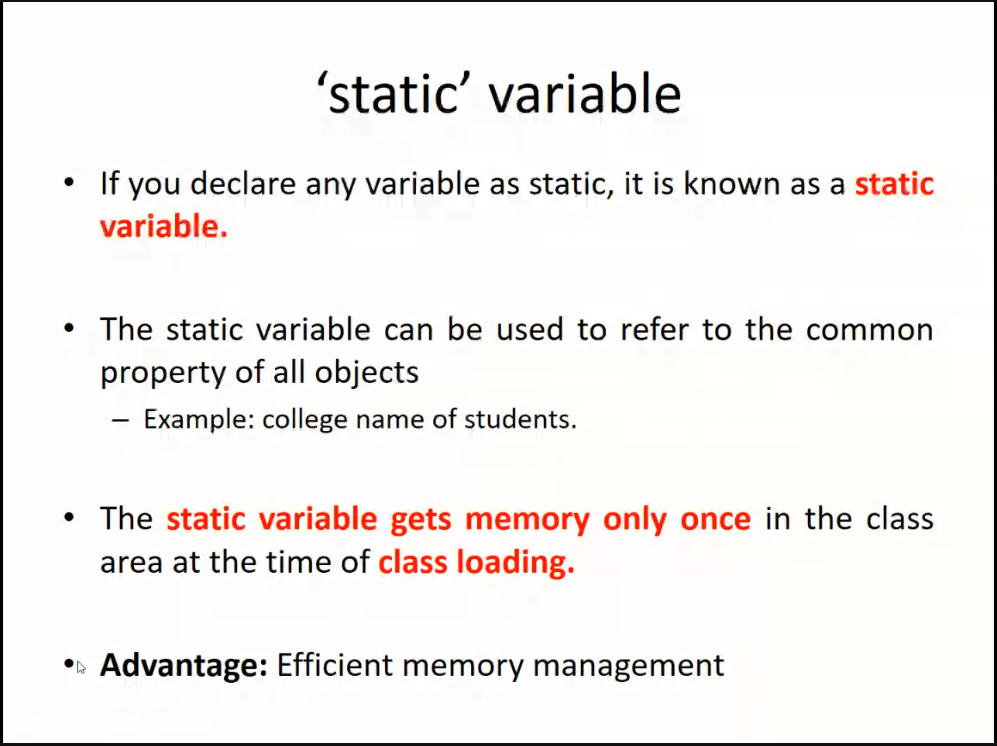 ‘static’ variable
• If you declare any variable as static, it is known as a static
variable.
• The static variable can be used to refer to the common
property of all objects
– Example: college name of students.
• The static variable gets memory only once in the class
area at the time of class loading.
• Advantage: Efficient memory management